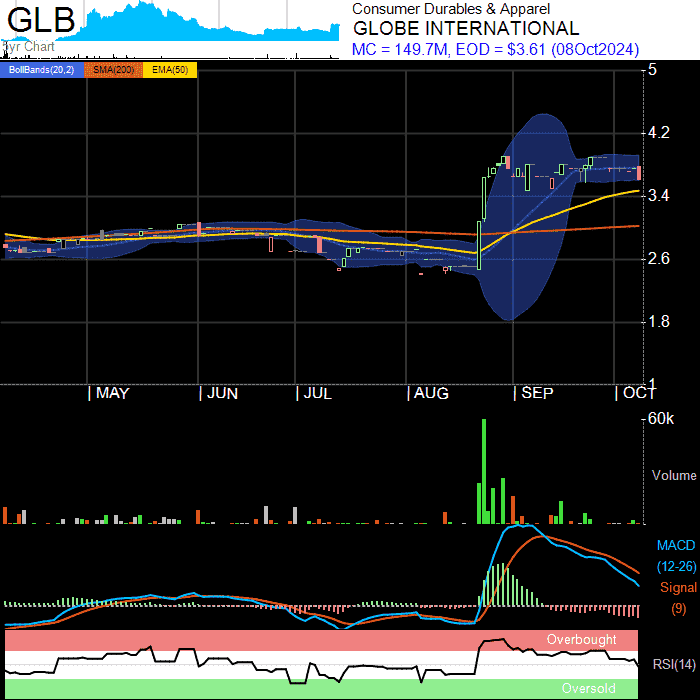 GLB
5yr Chart
Consumer Durables & Apparel
GLOBE INTERNATIONAL
MC = 149.7M, EOD = $3.61 (08Oct2024)
BollBands(20,2) SMA(200) EMA(50)
5
4.2
3.4
2.6
1.8
1
MAY JUN JUL AUG SEP OCT
60k
Volume
MACD
(12-26)
Signal
(9)
Overbought
RSI(14)
Oversold